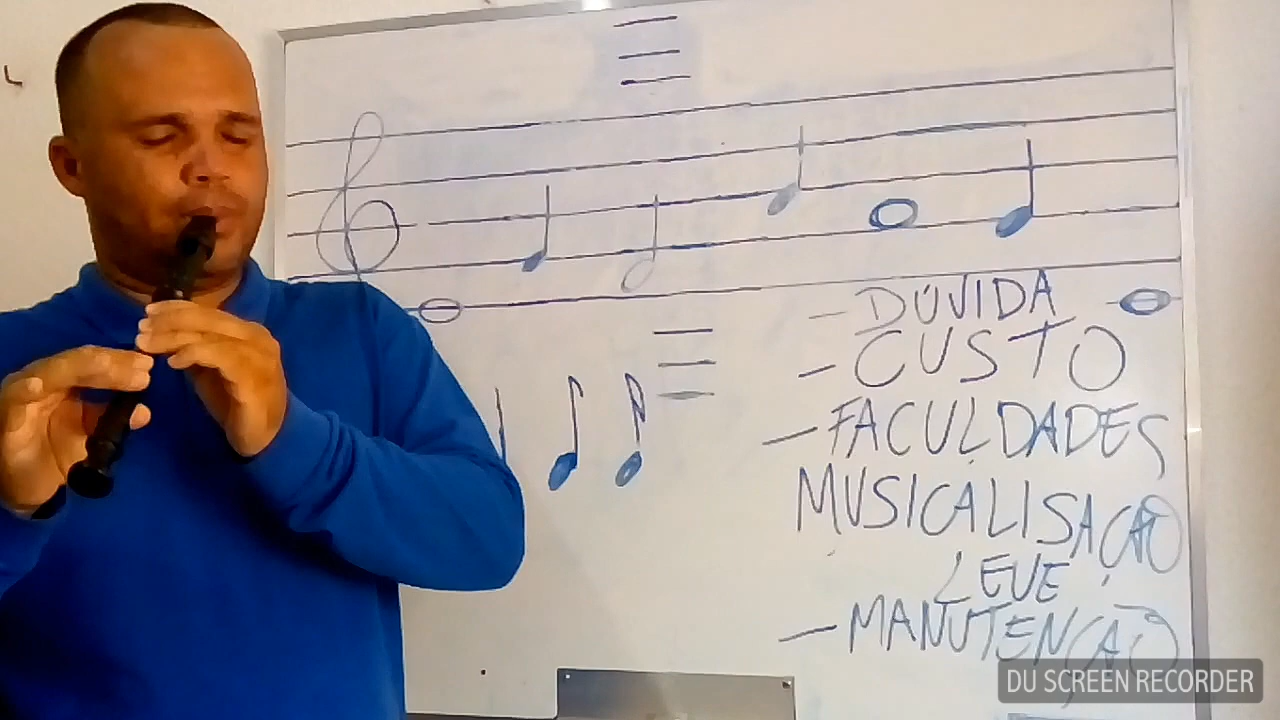 - DÚVIDA
- CUSTO
- FACULDADES
MUSICALISAÇÃO
LEVE
- MANUTENÇÃO
DU SCREEN RECORDER